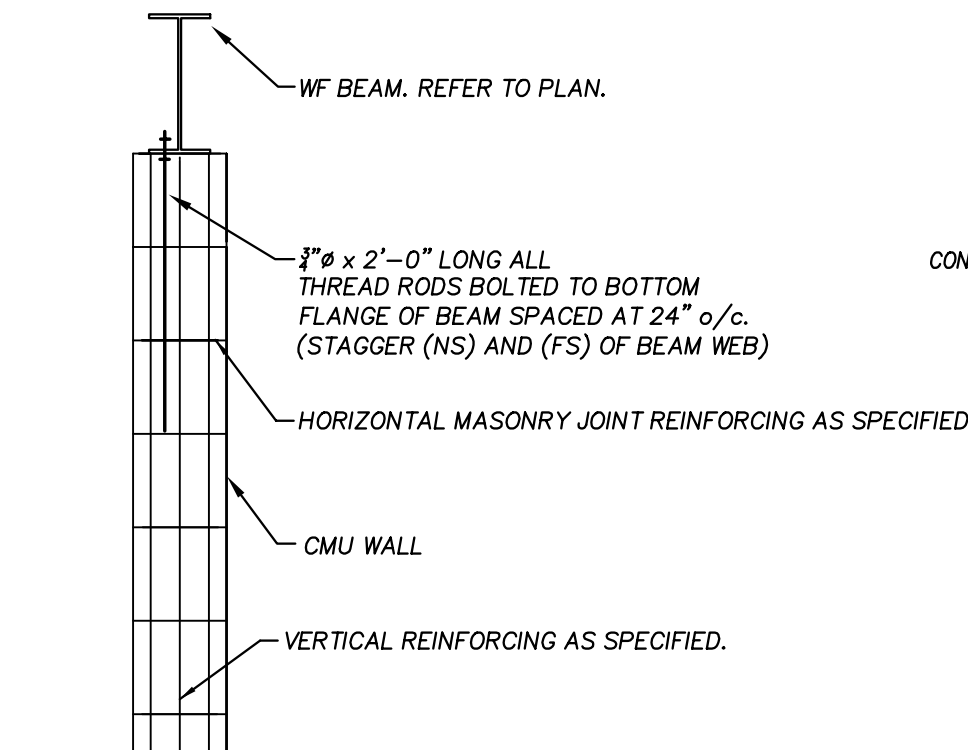 WF BEAM. REFER TO PLAN.
3/4"ø x 2'-0" LONG ALL
THREAD RODS BOLTED TO BOTTOM
FLANGE OF BEAM SPACED AT 24" o/c.
(STAGGER (NS) AND (FS) OF BEAM WEB)
CON
HORIZONTAL MASONRY JOINT REINFORCING AS SPECIFIED
CMU WALL
VERTICAL REINFORCING AS SPECIFIED.